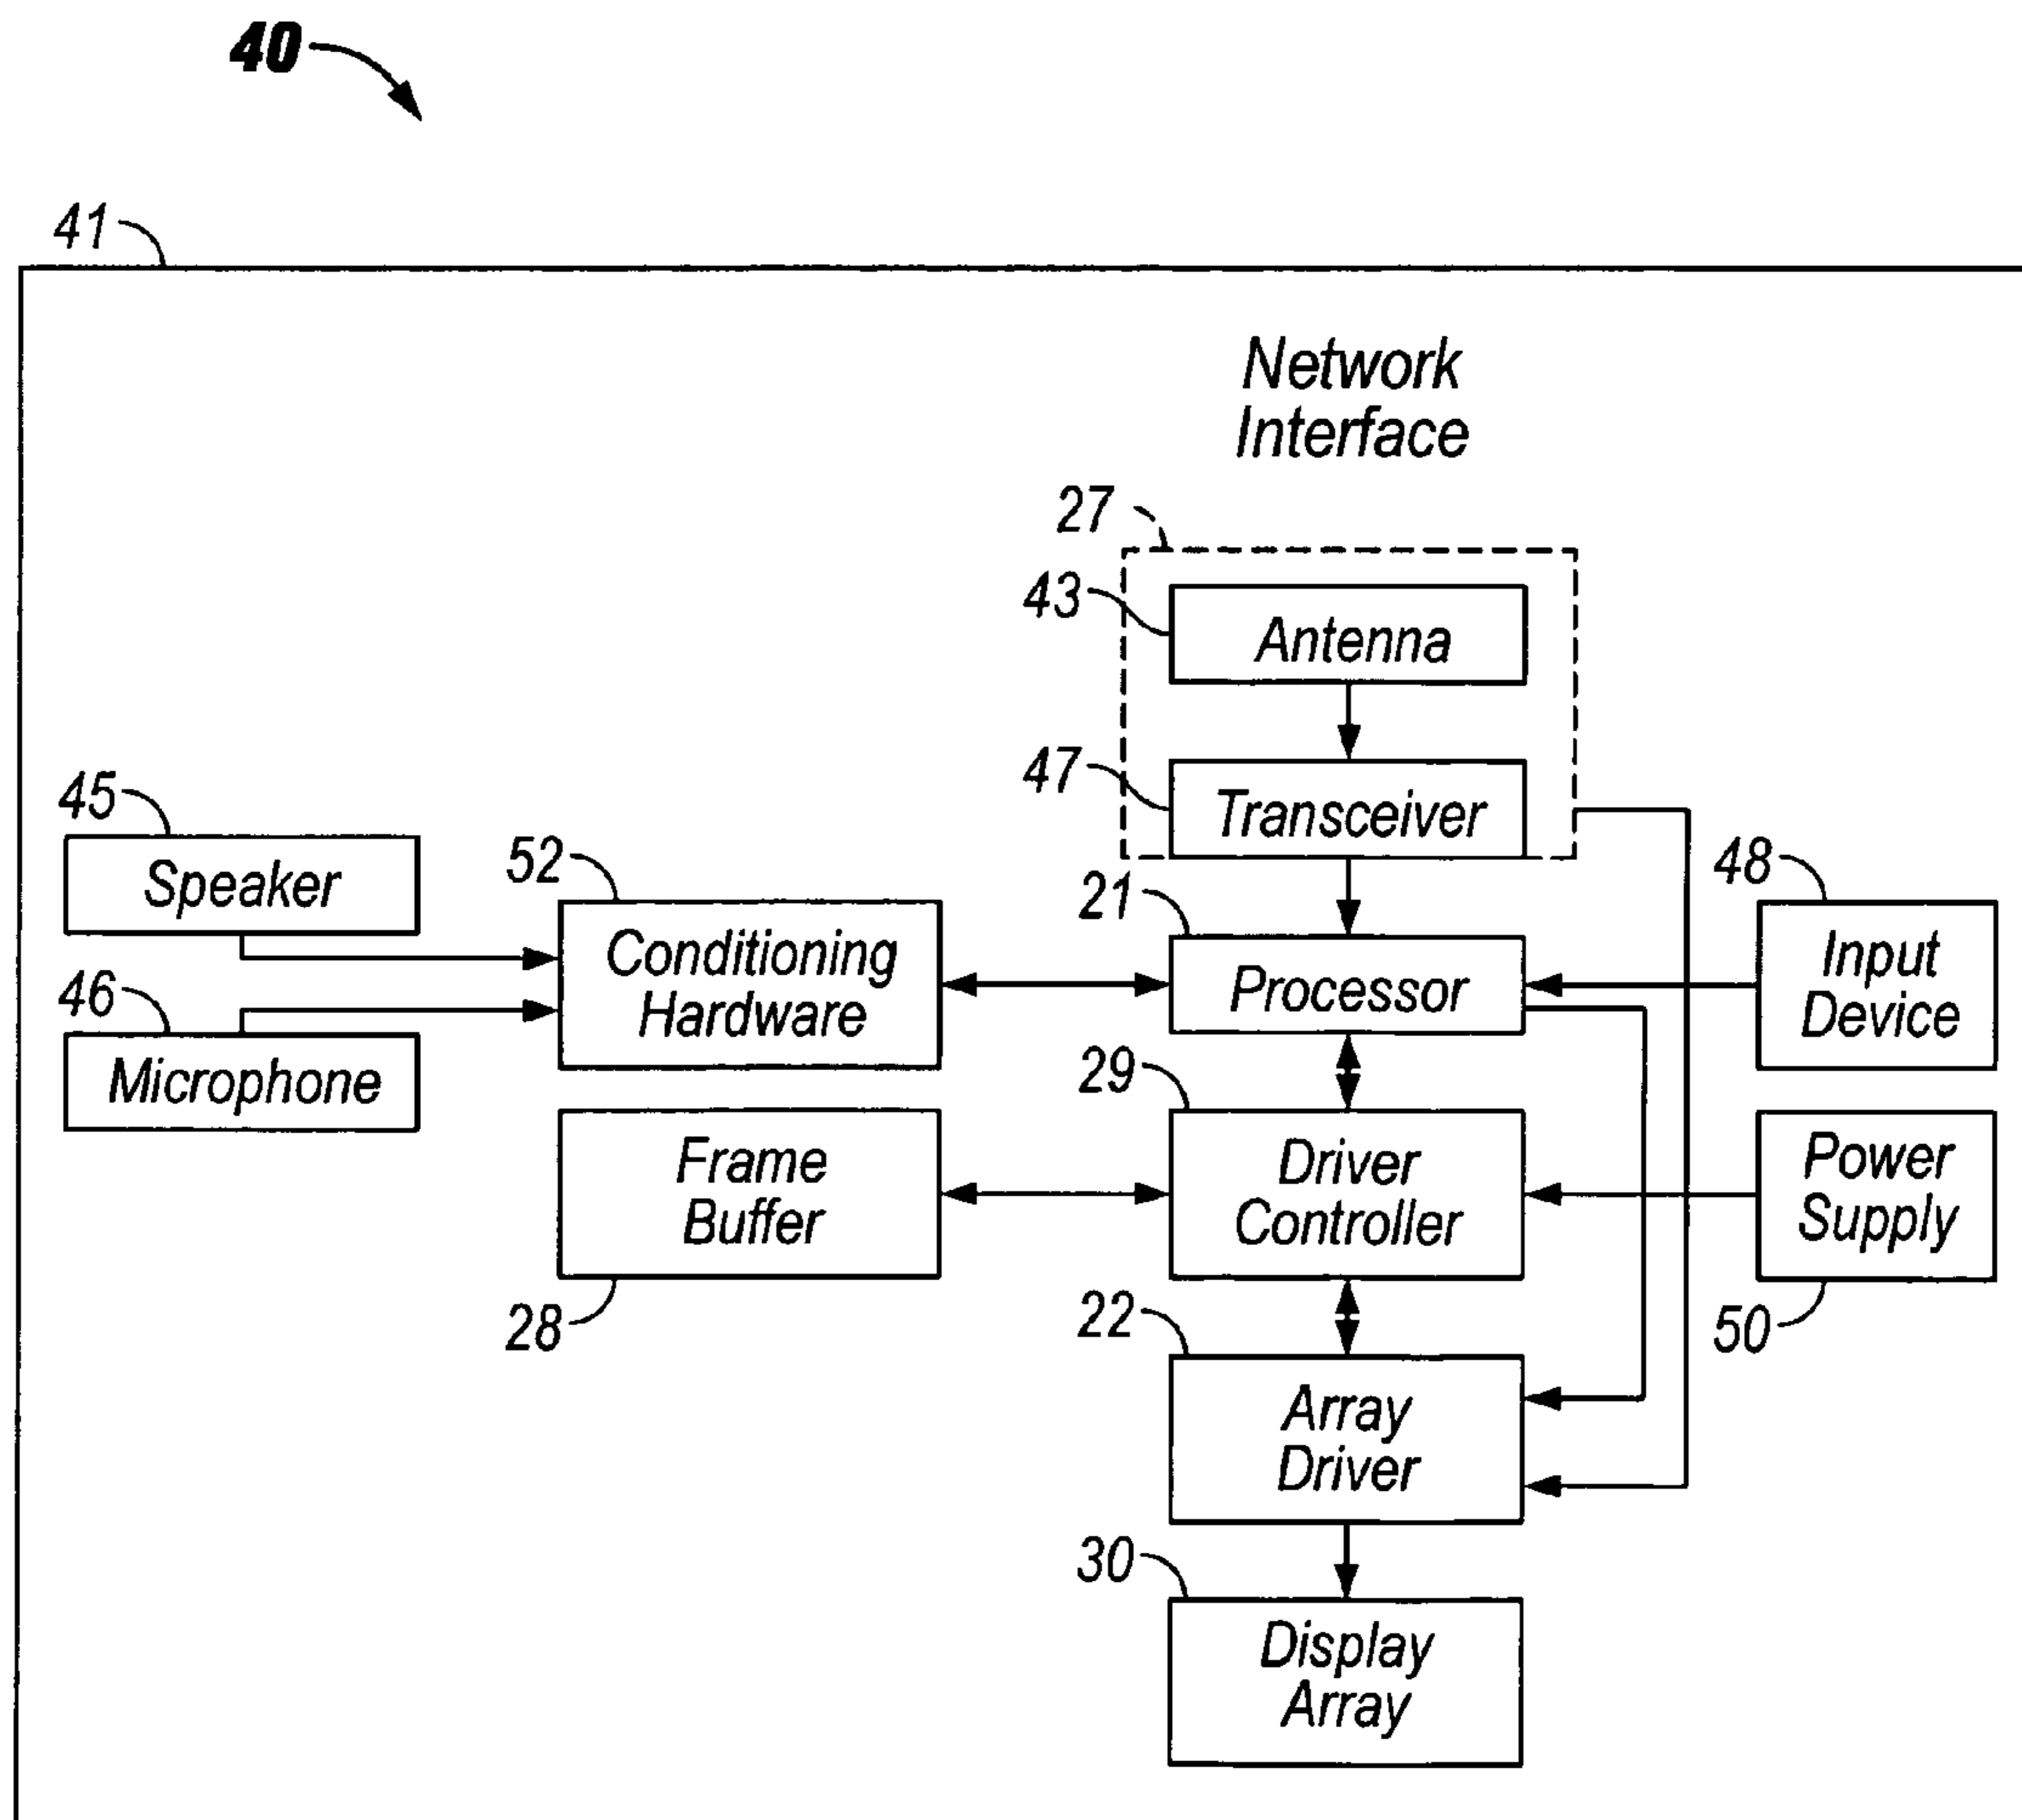 40
41
Network
Interface
27
43
Antenna
47
Transceiver
45
Speaker
52
Conditioning
Hardware
21
Processor
48
Input
Device
46
Microphone
29
Driver
Controller
Frame
Buffer
28
Power
Supply
50
22
Array
Driver
30
Display
Array